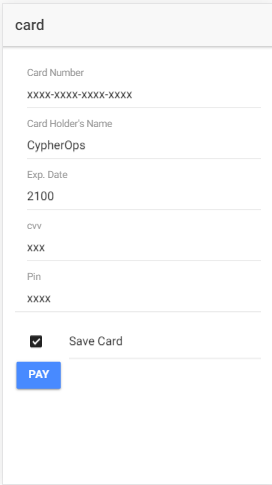 card
Card Number
xxxx-xxxx-xxxx-xxxx
Card Holder's Name
CypherOps
Exp. Date
2100
cvv
xxx
Pin
xxxx
Save Card
PAY